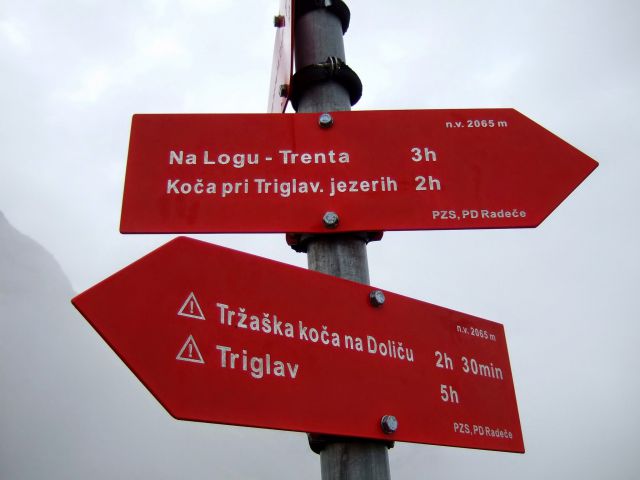 n.v. 2065 m
Na Logu - Trenta 3h
Koča pri Triglav. jezerih 2h
PZS, PD Radeče
n.v. 2065 m
Tržaška koča na Doliču 2h 30min
Triglav 5h
PZS, PD Radeče